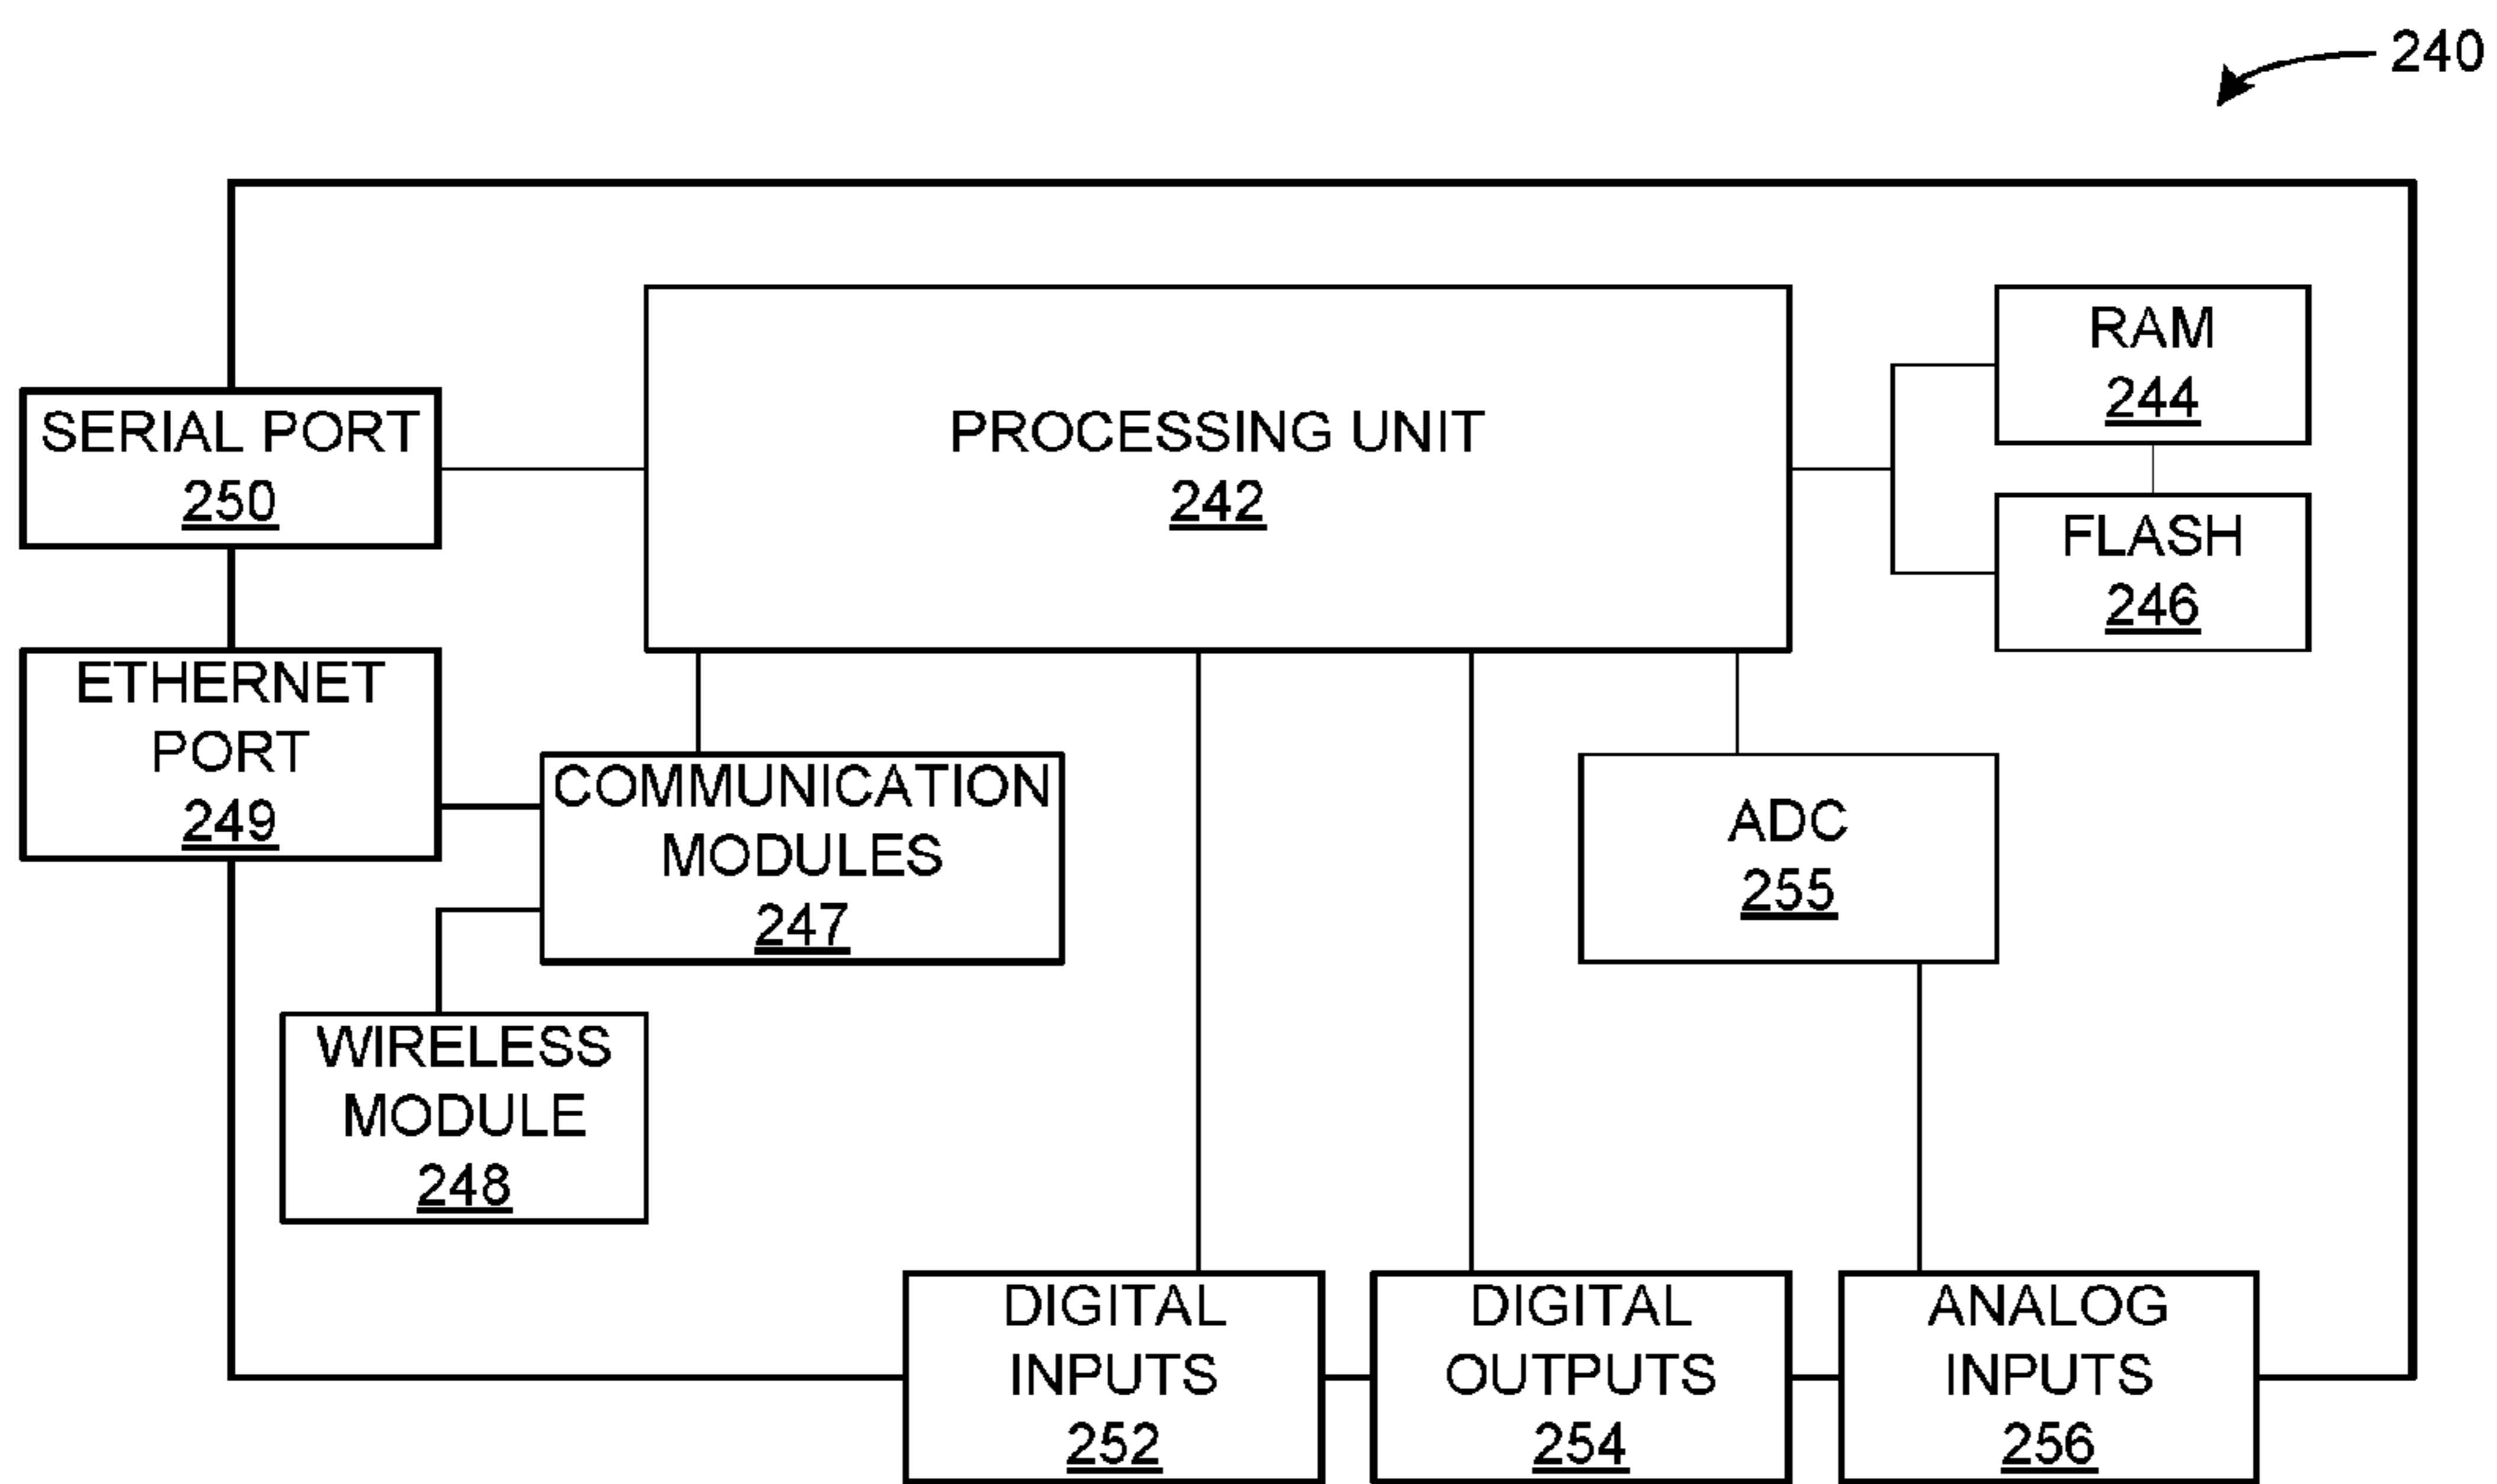 240
SERIAL PORT
250
PROCESSING UNIT
242
RAM
244
FLASH
246
ETHERNET
PORT
249
COMMUNICATION
MODULES
247
ADC
255
WIRELESS
MODULE
248
DIGITAL
INPUTS
252
DIGITAL
OUTPUTS
254
ANALOG
INPUTS
256